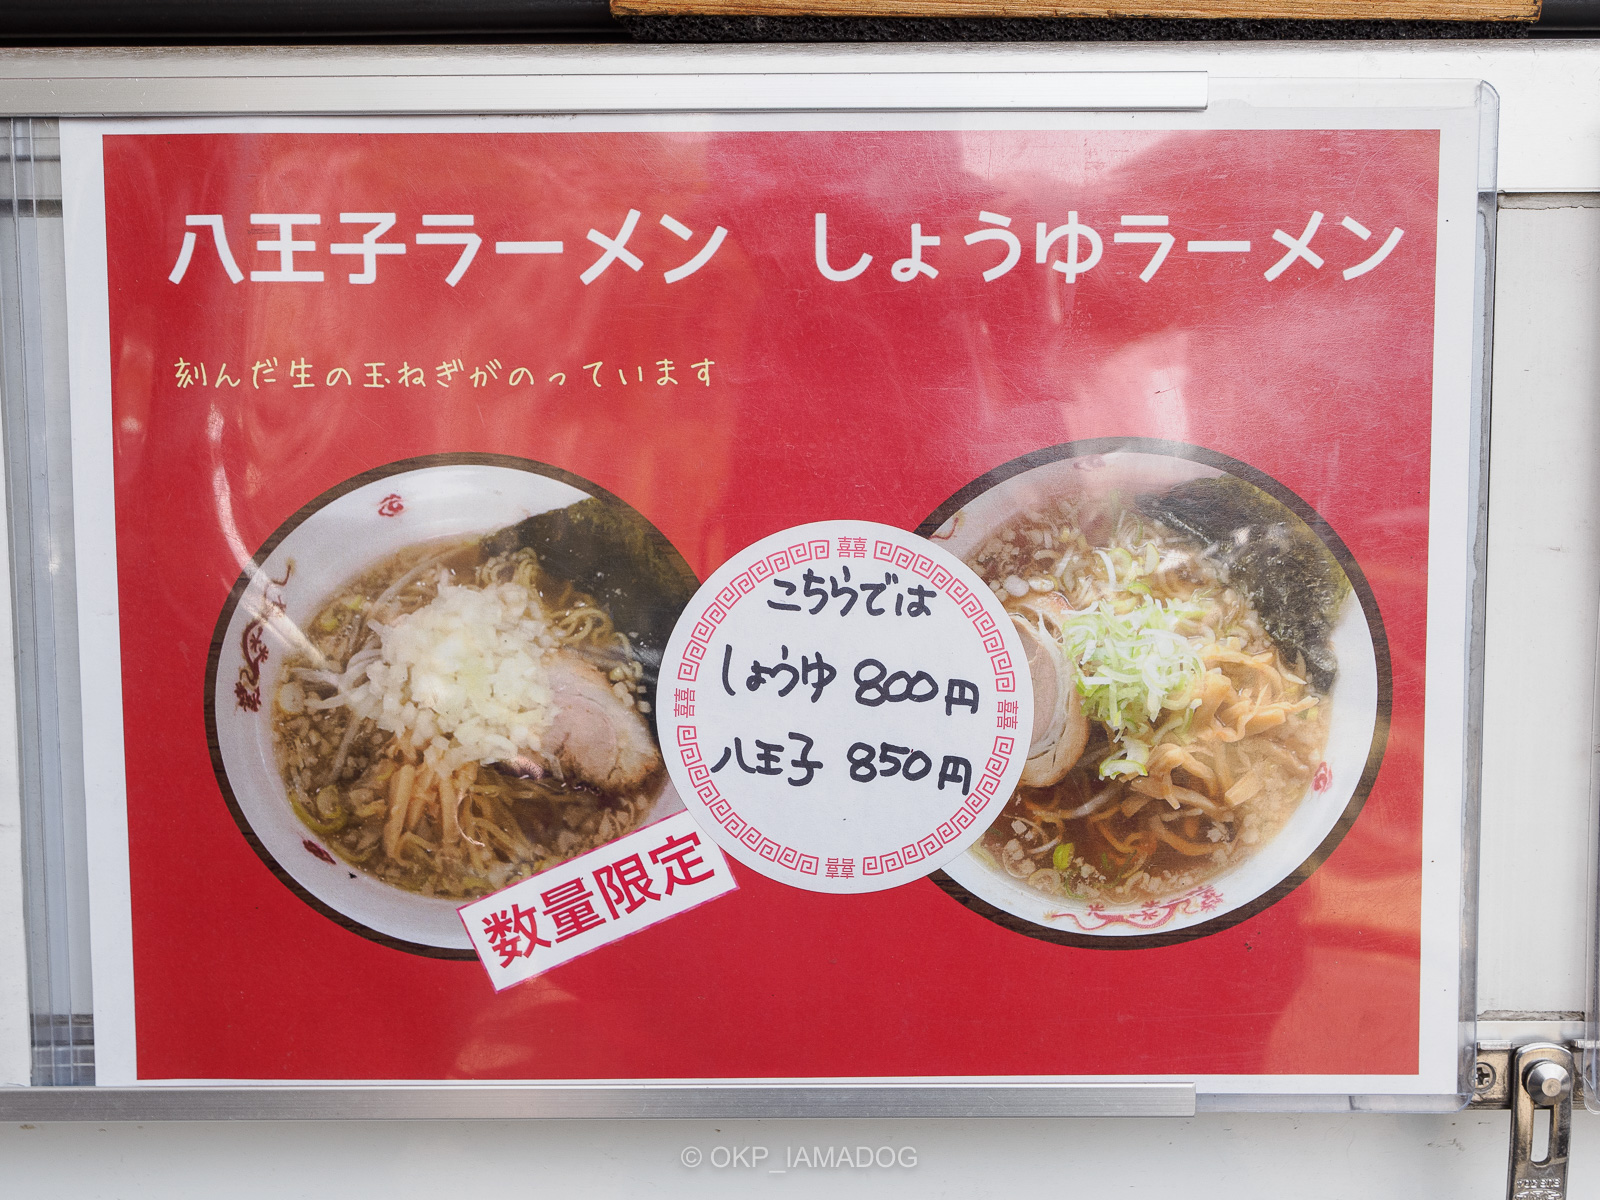 八王子ラーメン しょうゆラーメン
刻んだ生の玉ねぎがのっています
こちらでは
しょうゆ 800円
八王子 850円
数量限定
© OKP_IAMADOG